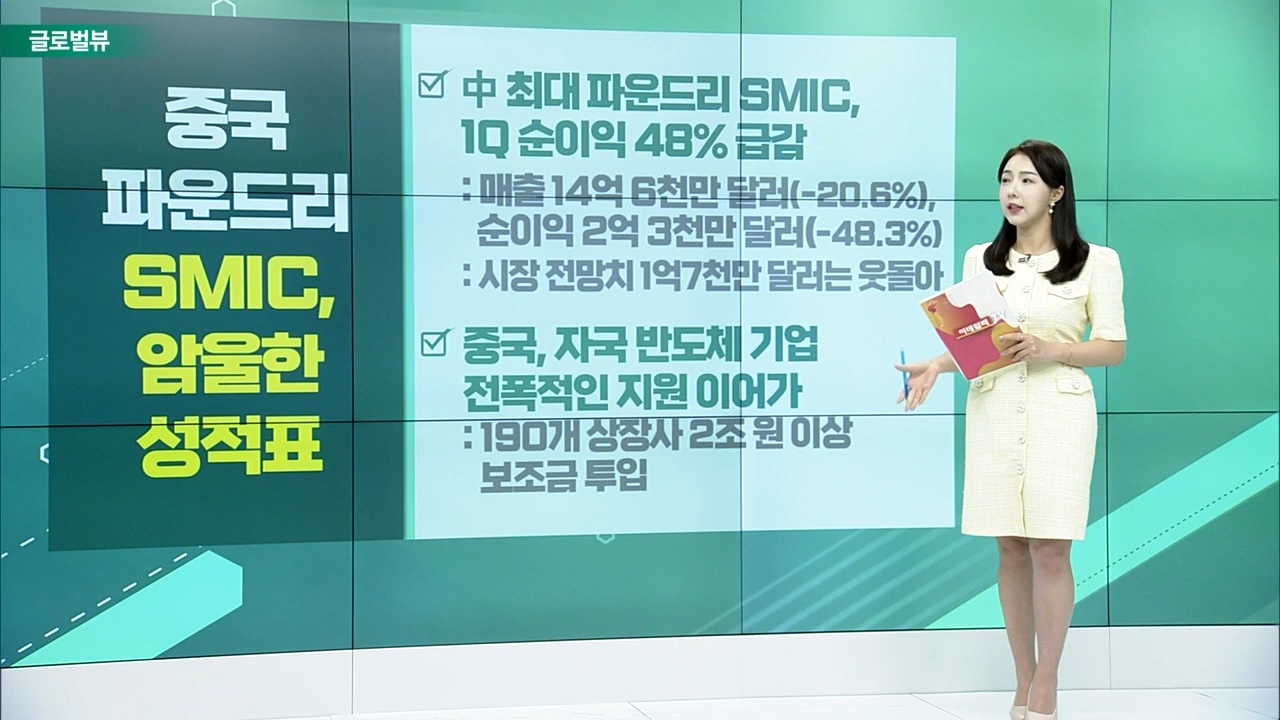 글로벌뷰
중국
파운드리
SMIC,
암울한
성적표
中 최대 파운드리 SMIC,
1Q 순이익 48% 급감
: 매출 14억 6천만 달러(-20.6%),
순이익 2억 3천만 달러(-48.3%)
: 시장 전망치 1억7천만 달러는 웃돌아
중국, 자국 반도체 기업
전폭적인 지원 이어가
: 190개 상장사 2조 원 이상
보조금 투입